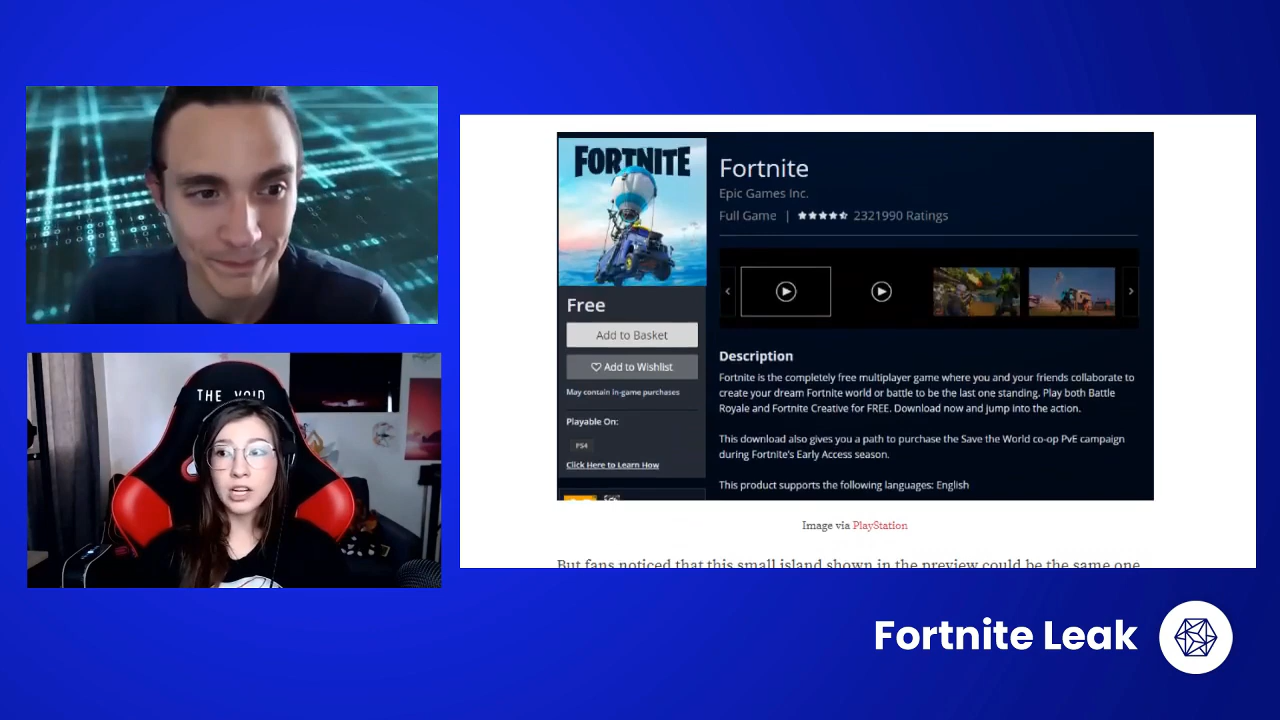 THE VOID
FORTNITE
Fortnite
Epic Games Inc.
Full Game | 2321990 Ratings
Free
Add to Basket
Add to Wishlist
May contain in-game purchases
Playable On:
PS4
Click Here to Learn How
Description
Fortnite is the completely free multiplayer game where you and your friends collaborate to
create your dream Fortnite world or battle to be the last one standing. Play both Battle
Royale and Fortnite Creative for FREE. Download now and jump into the action.
This download also gives you a path to purchase the Save the World co-op PvE campaign
during Fortnite's Early Access season.
This product supports the following languages: English
Image via PlayStation
But fans noticed that this small island shown in the preview could be the same one
Fortnite Leak